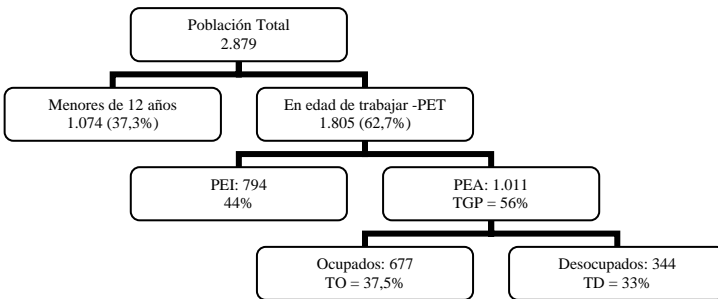 Población Total
2.879
Menores de 12 años
1.074 (37,3%)
En edad de trabajar -PET
1.805 (62,7%)
PEI: 794
44%
PEA: 1.011
TGP = 56%
Ocupados: 677
TO = 37,5%
Desocupados: 344
TD = 33%